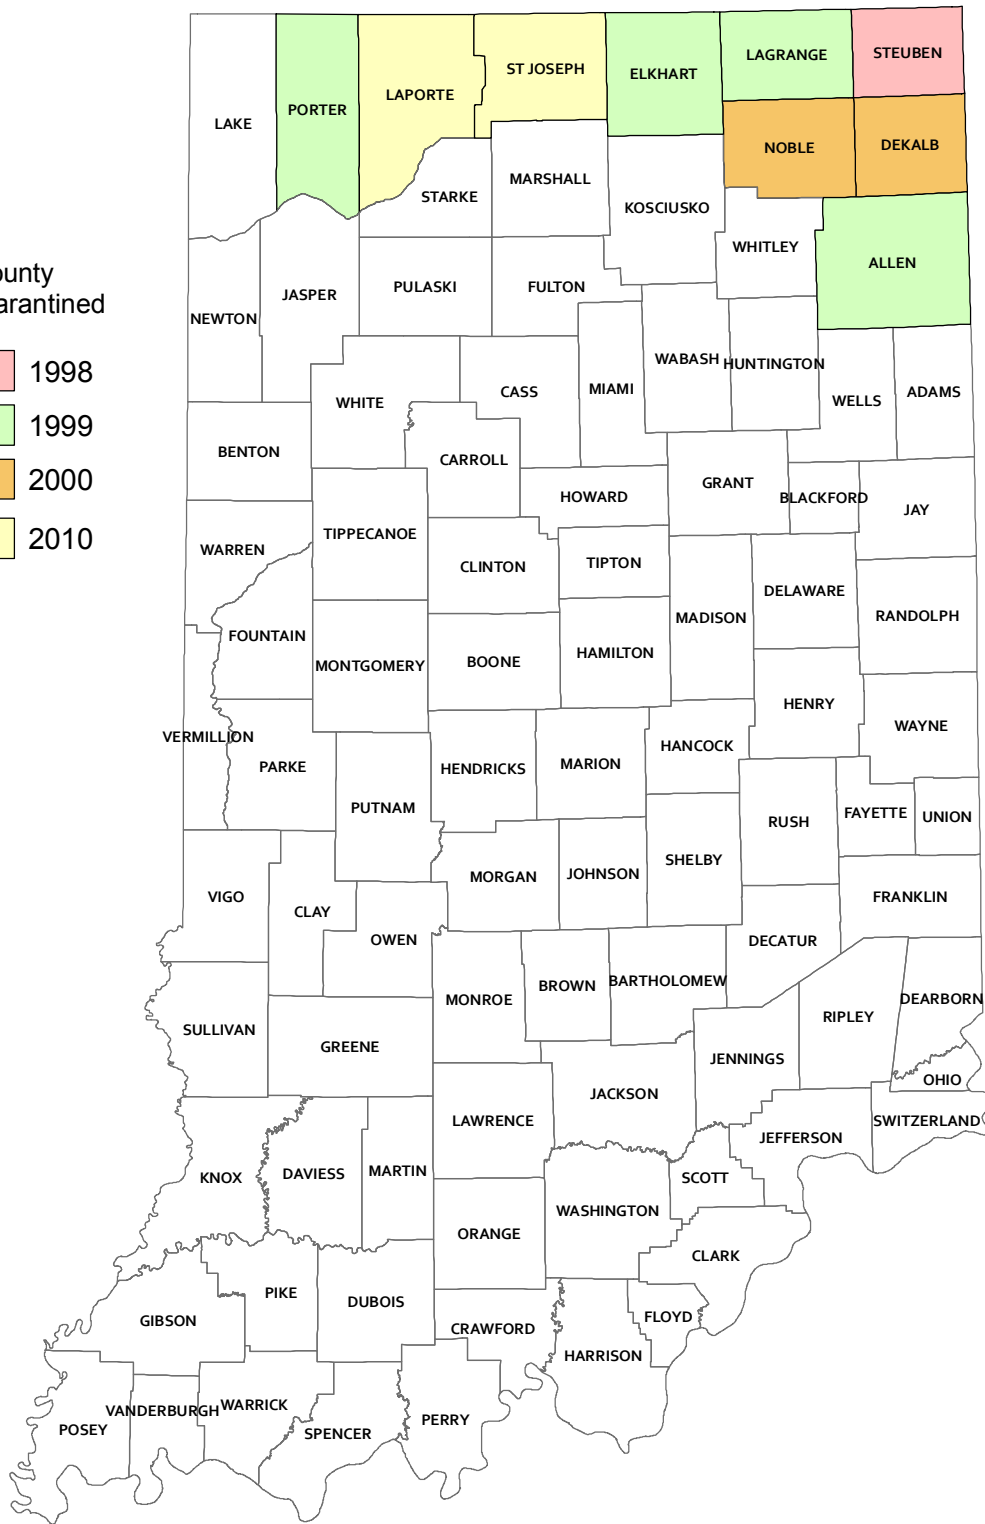 STEUBEN
LAGRANGE
ST JOSEPH
ELKHART
LAPORTE
PORTER
LAKE
NOBLE
DEKALB
MARSHALL
STARKE
KOSCIUSKO
WHITLEY
ALLEN
ounty
arantined
PULASKI
FULTON
JASPER
NEWTON
1998
WABASH
HUNTINGTON
MIAMI
CASS
ADAMS
WELLS
WHITE
1999
BENTON
CARROLL
2000
GRANT
HOWARD
BLACKFORD
JAY
TIPPECANOE
2010
WARREN
CLINTON
TIPTON
DELAWARE
RANDOLPH
MADISON
FOUNTAIN
MONTGOMERY
BOONE
HAMILTON
HENRY
WAYNE
VERMILLION
HANCOCK
PARKE
HENDRICKS
MARION
PUTNAM
RUSH
FAYETTE
UNION
SHELBY
MORGAN
JOHNSON
VIGO
FRANKLIN
CLAY
OWEN
DECATUR
BROWN
BARTHOLOMEW
MONROE
DEARBORN
RIPLEY
SULLIVAN
GREENE
JENNINGS
OHIO
JACKSON
LAWRENCE
SWITZERLAND
JEFFERSON
KNOX
DAVIESS
MARTIN
SCOTT
WASHINGTON
ORANGE
CLARK
PIKE
DUBOIS
GIBSON
FLOYD
CRAWFORD
HARRISON
VANDERBURGH
WARRICK
PERRY
POSEY
SPENCER